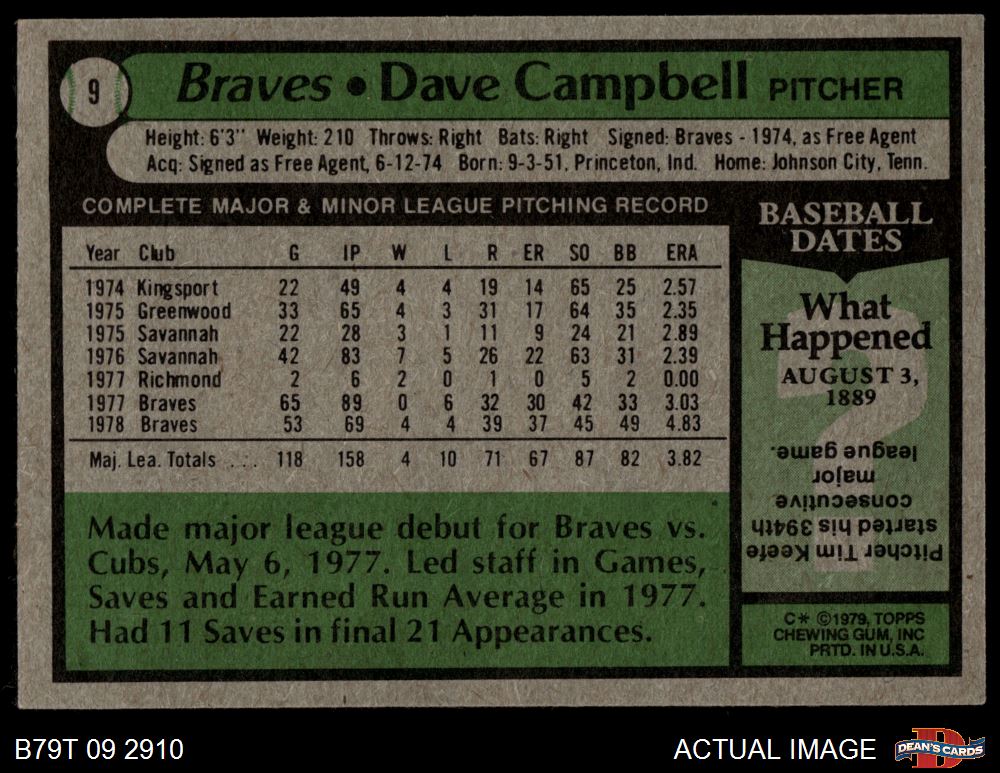 9
Braves • Dave Campbell PITCHER
Height: 6'3" Weight: 210 Throws: Right Bats: Right Signed: Braves - 1974, as Free Agent
Acq: Signed as Free Agent, 6-12-74 Born: 9-3-51, Princeton, Ind. Home: Johnson City, Tenn.
COMPLETE MAJOR & MINOR LEAGUE PITCHING RECORD
Year Club G IP W L R ER SO BB ERA
1974 Kingsport 22 49 4 4 19 14 65 25 2.57
1975 Greenwood 33 65 4 3 31 17 64 35 2.35
1975 Savannah 22 28 3 1 11 9 24 21 2.89
1976 Savannah 42 83 7 5 26 22 63 31 2.39
1977 Richmond 2 6 2 0 1 0 5 2 0.00
1977 Braves 65 89 0 6 32 30 42 33 3.03
1978 Braves 53 69 4 4 39 37 45 49 4.83
Maj. Lea. Totals . . . 118 158 4 10 71 67 87 82 3.82
Made major league debut for Braves vs.
Cubs, May 6, 1977. Led staff in Games,
Saves and Earned Run Average in 1977.
Had 11 Saves in final 21 Appearances.
BASEBALL
DATES
What
Happened
AUGUST 3,
1889
Pitcher Tim Keefe
started his 394th
consecutive
major
league game.
C* ©1979, TOPPS
CHEWING GUM, INC
PRTD. IN U.S.A.
B79T 09 2910
ACTUAL IMAGE
D
DEAN'S CARDS